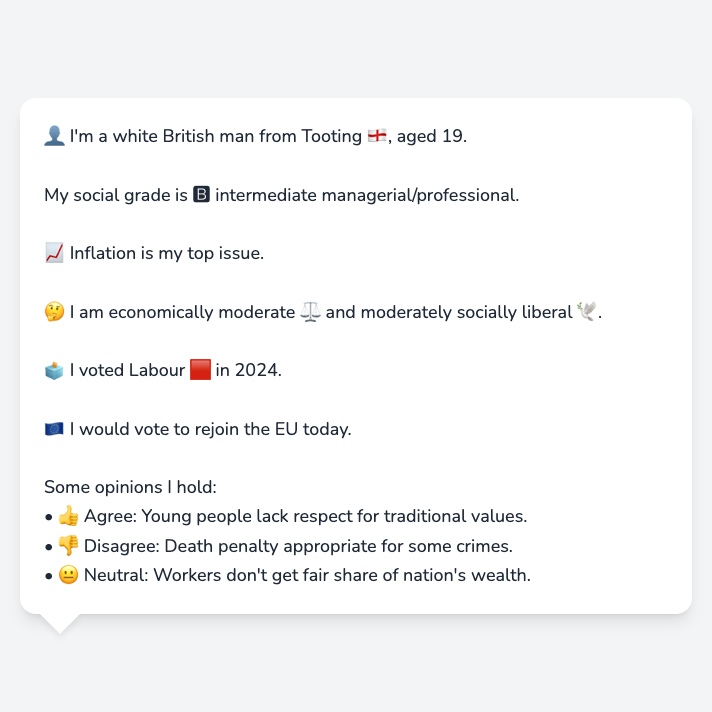 👤 I'm a white British man from Tooting 🏴󠁧󠁢󠁥󠁮󠁧󠁿, aged 19.
My social grade is 🅱 intermediate managerial/professional.
📈 Inflation is my top issue.
🤔 I am economically moderate ⚖️ and moderately socially liberal 🕊️.
🗳️ I voted Labour 🟥 in 2024.
🇪🇺 I would vote to rejoin the EU today.
Some opinions I hold:
• 👍 Agree: Young people lack respect for traditional values.
• 👎 Disagree: Death penalty appropriate for some crimes.
• 😐 Neutral: Workers don't get fair share of nation's wealth.